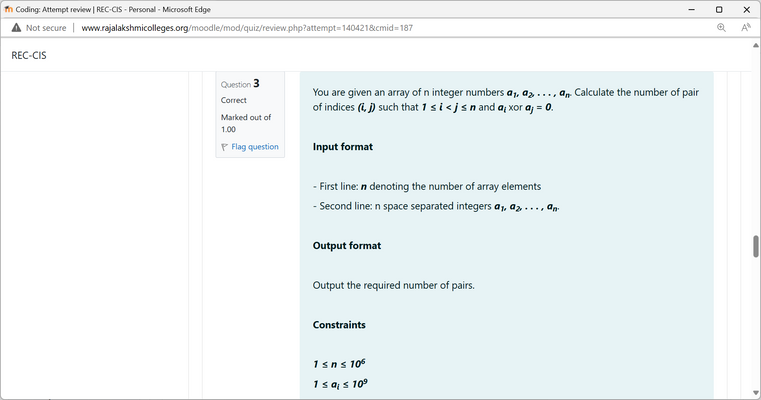 Coding: Attempt review | REC-CIS - Personal - Microsoft Edge
Not secure | www.rajalakshmicolleges.org/moodle/mod/quiz/review.php?attempt=140421&cmid=187
REC-CIS
Question 3
Correct
Marked out of
1.00
Flag question
You are given an array of n integer numbers a1, a2, . . . , an. Calculate the number of pair
of indices (i, j) such that 1 ≤ i < j ≤ n and ai xor aj = 0.
Input format
- First line: n denoting the number of array elements
- Second line: n space separated integers a1, a2, . . . , an.
Output format
Output the required number of pairs.
Constraints
1 ≤ n ≤ 10⁶
1 ≤ ai ≤ 10⁹